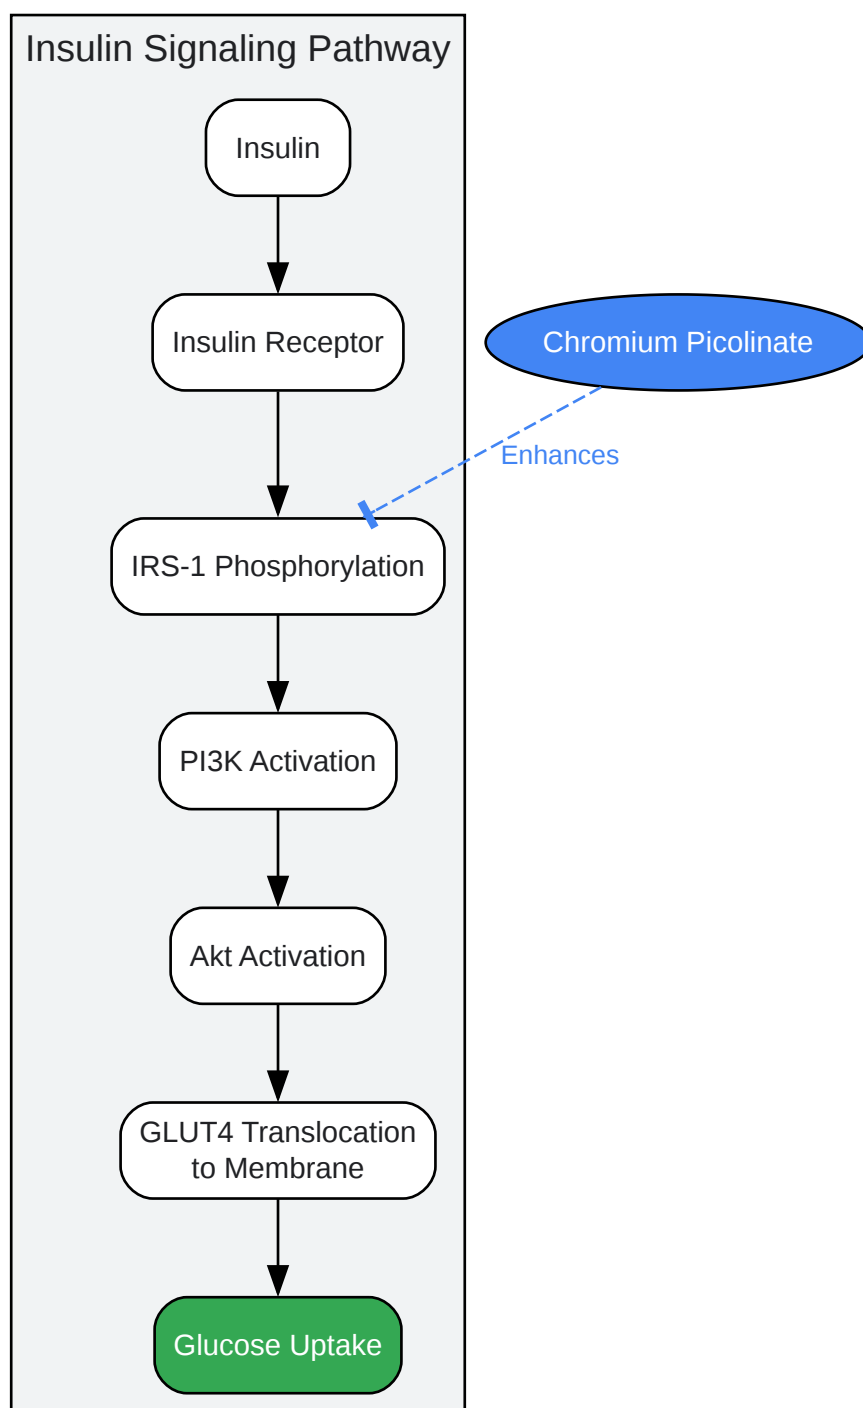 Insulin Signaling Pathway
Insulin
Insulin Receptor
Chromium Picolinate
Enhances
IRS-1 Phosphorylation
PI3K Activation
Akt Activation
GLUT4 Translocation
to Membrane
Glucose Uptake